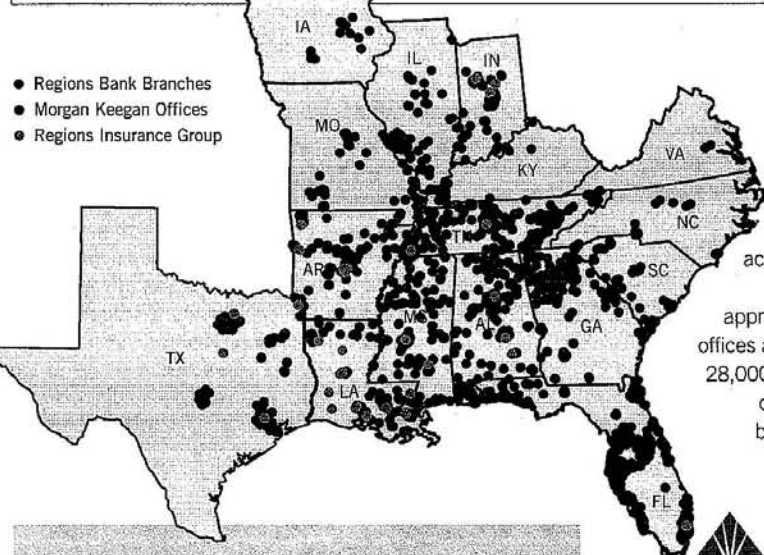 IA
IL
IN
● Regions Bank Branches
● Morgan Keegan Offices
● Regions Insurance Group
MO
KY
VA
TN
NC
AR
SC
MS
AL
GA
TX
LA
FL
ac
appr
offices a
28,000
b